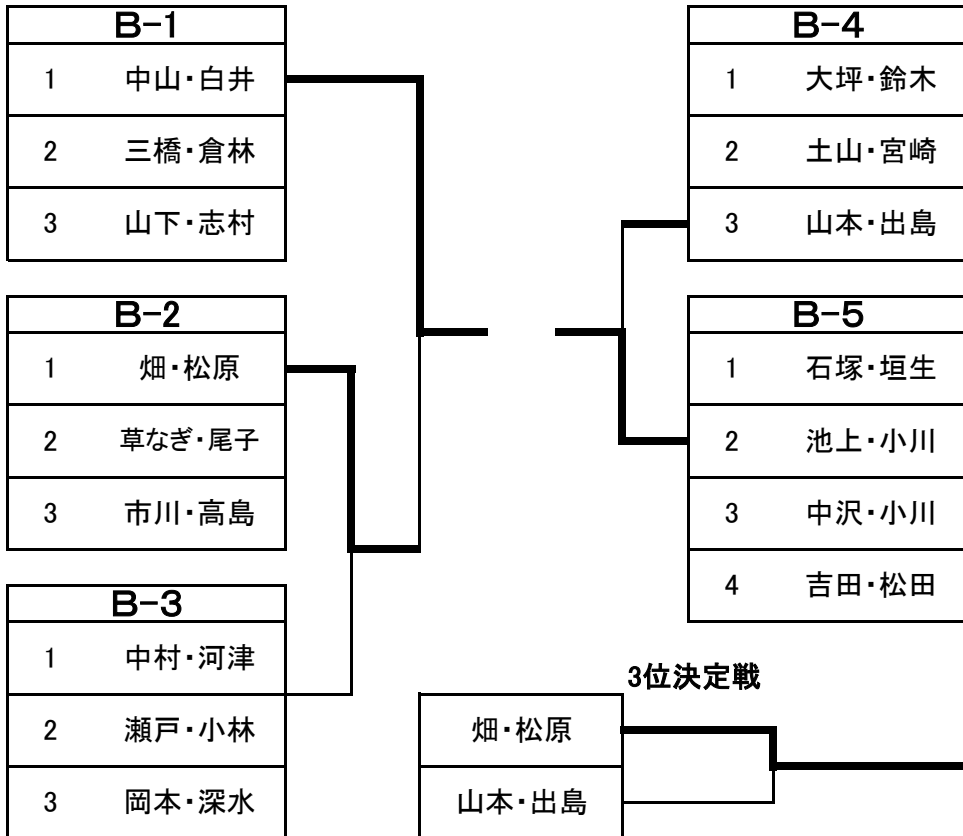 B-1
1 中山・白井
2 三橋・倉林
3 山下・志村
B-2
1 畑・松原
2 草なぎ・尾子
3 市川・高島
B-3
1 中村・河津
2 瀬戸・小林
3 岡本・深水
B-4
1 大坪・鈴木
2 土山・宮崎
3 山本・出島
B-5
1 石塚・垣生
2 池上・小川
3 中沢・小川
4 吉田・松田
3位決定戦
畑・松原
山本・出島